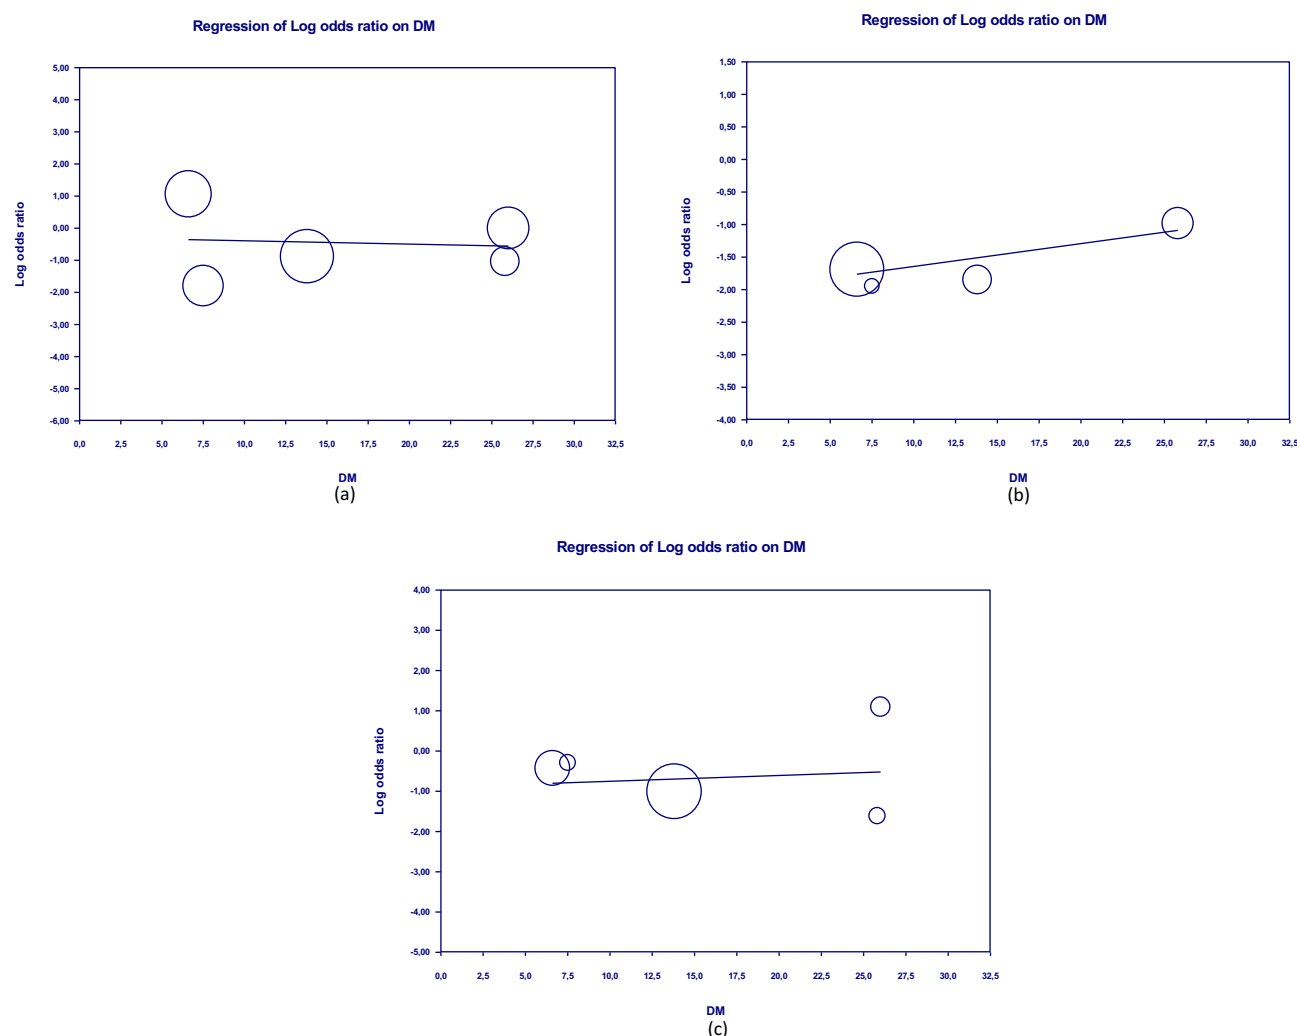 Regression of Log odds ratio on DM
5,00
4,00
3,00
2,00
1,00
0,00
-1,00
-2,00
-3,00
-4,00
-5,00
-6,00
Log odds ratio
0,0 2,5 5,0 7,5 10,0 12,5 15,0 17,5 20,0 22,5 25,0 27,5 30,0 32,5
DM
(a)
Regression of Log odds ratio on DM
1,50
1,00
0,50
0,00
-0,50
-1,00
-1,50
-2,00
-2,50
-3,00
-3,50
-4,00
Log odds ratio
0,0 2,5 5,0 7,5 10,0 12,5 15,0 17,5 20,0 22,5 25,0 27,5 30,0 32,5
DM
(b)
Regression of Log odds ratio on DM
4,00
3,00
2,00
1,00
0,00
-1,00
-2,00
-3,00
-4,00
-5,00
Log odds ratio
0,0 2,5 5,0 7,5 10,0 12,5 15,0 17,5 20,0 22,5 25,0 27,5 30,0 32,5
DM
(c)